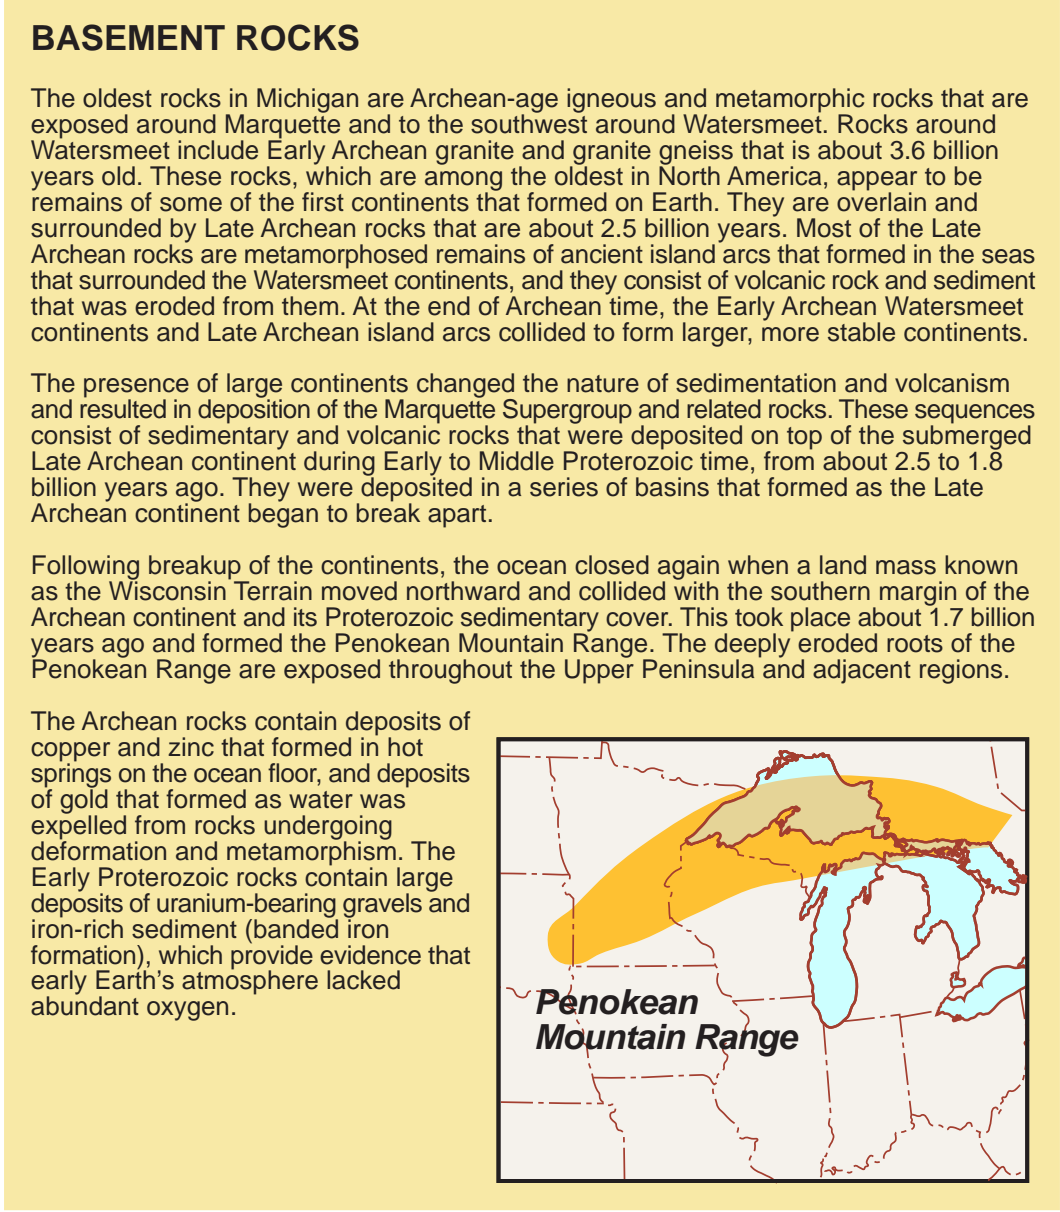 BASEMENT ROCKS
The oldest rocks in Michigan are Archean-age igneous and metamorphic rocks that are
exposed around Marquette and to the southwest around Watersmeet. Rocks around
Watersmeet include Early Archean granite and granite gneiss that is about 3.6 billion
years old. These rocks, which are among the oldest in North America, appear to be
remains of some of the first continents that formed on Earth. They are overlain and
surrounded by Late Archean rocks that are about 2.5 billion years. Most of the Late
Archean rocks are metamorphosed remains of ancient island arcs that formed in the seas
that surrounded the Watersmeet continents, and they consist of volcanic rock and sediment
that was eroded from them. At the end of Archean time, the Early Archean Watersmeet
continents and Late Archean island arcs collided to form larger, more stable continents.
The presence of large continents changed the nature of sedimentation and volcanism
and resulted in deposition of the Marquette Supergroup and related rocks. These sequences
consist of sedimentary and volcanic rocks that were deposited on top of the submerged
Late Archean continent during Early to Middle Proterozoic time, from about 2.5 to 1.8
billion years ago. They were deposited in a series of basins that formed as the Late
Archean continent began to break apart.
Following breakup of the continents, the ocean closed again when a land mass known
as the Wisconsin Terrain moved northward and collided with the southern margin of the
Archean continent and its Proterozoic sedimentary cover. This took place about 1.7 billion
years ago and formed the Penokean Mountain Range. The deeply eroded roots of the
Penokean Range are exposed throughout the Upper Peninsula and adjacent regions.
The Archean rocks contain deposits of
copper and zinc that formed in hot
springs on the ocean floor, and deposits
of gold that formed as water was
expelled from rocks undergoing
deformation and metamorphism. The
Early Proterozoic rocks contain large
deposits of uranium-bearing gravels and
iron-rich sediment (banded iron
formation), which provide evidence that
early Earth's atmosphere lacked
abundant oxygen.
Penokean
Mountain Range